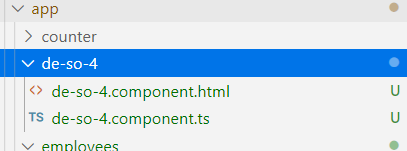 app
counter
de-so-4
<> de-so-4.component.html U
TS de-so-4.component.ts U
employees